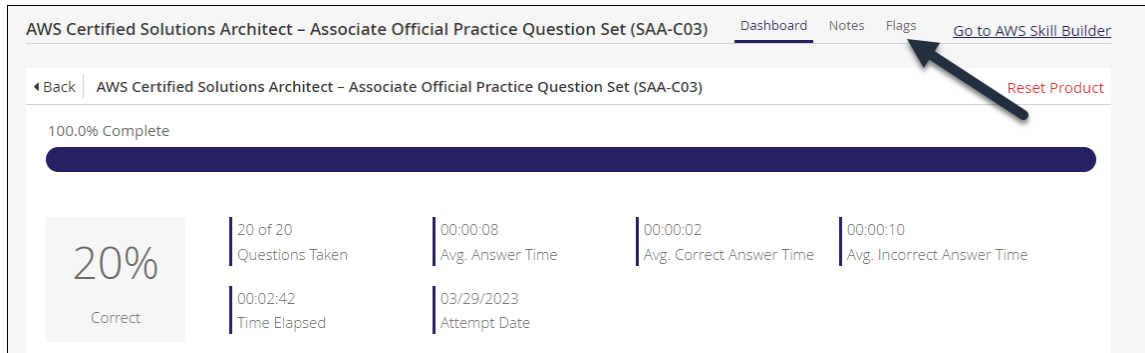 AWS Certified Solutions Architect – Associate Official Practice Question Set (SAA-C03) Dashboard Notes Flags Go to AWS Skill Builder
Back AWS Certified Solutions Architect – Associate Official Practice Question Set (SAA-C03) Reset Product
100.0% Complete
20%
Correct
20 of 20
Questions Taken
00:00:08
Avg. Answer Time
00:00:02
Avg. Correct Answer Time
00:00:10
Avg. Incorrect Answer Time
00:02:42
Time Elapsed
03/29/2023
Attempt Date